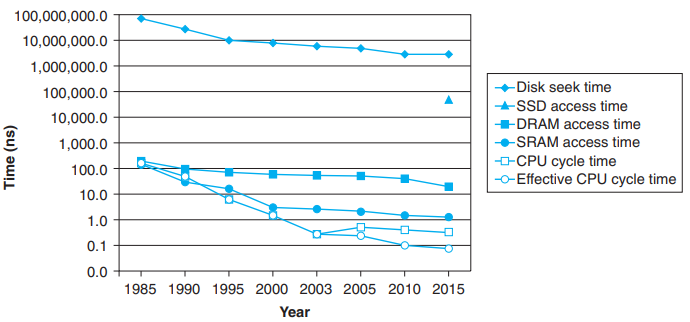 100,000,000.0
10,000,000.0
1,000,000.0
100,000.0
10,000.0
1,000.0
100.0
10.0
1.0
0.1
0.0
Time (ns)
1985 1990 1995 2000 2003 2005 2010 2015
Year
Disk seek time
SSD access time
DRAM access time
SRAM access time
CPU cycle time
Effective CPU cycle time